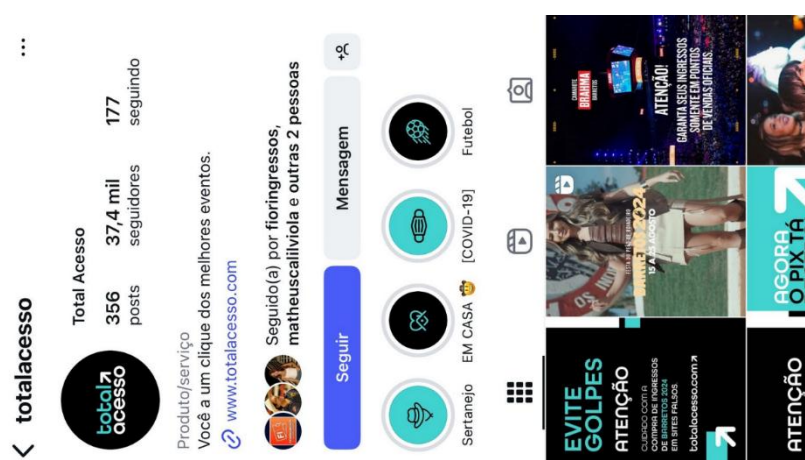 totalacesso
total
acesso
Total Acesso
356
posts
37,4 mil
seguidores
177
seguindo
Produto/serviço
Você a um clique dos melhores eventos.
www.totalacesso.com
Seguido(a) por fioringressos,
matheuscalilviola e outras 2 pessoas
Seguir
Mensagem
Sertanejo
EM CASA
[COVID-19]
Futebol
EVITE
GOLPES
ATENÇÃO
CUIDADO COM A
COMPRA DE INGRESSOS
DE BARRETOS 2024
EM SITES FALSOS.
totalacesso.com
BARRETOS 2024
15 A 25 AGOSTO
CAMAROTE
BRAHMA
BARRETOS
ATENÇÃO!
GARANTA SEUS INGRESSOS
SOMENTE EM PONTOS
DE VENDAS OFICIAIS.
ATENÇÃO
AGORA
O PIX TÁ